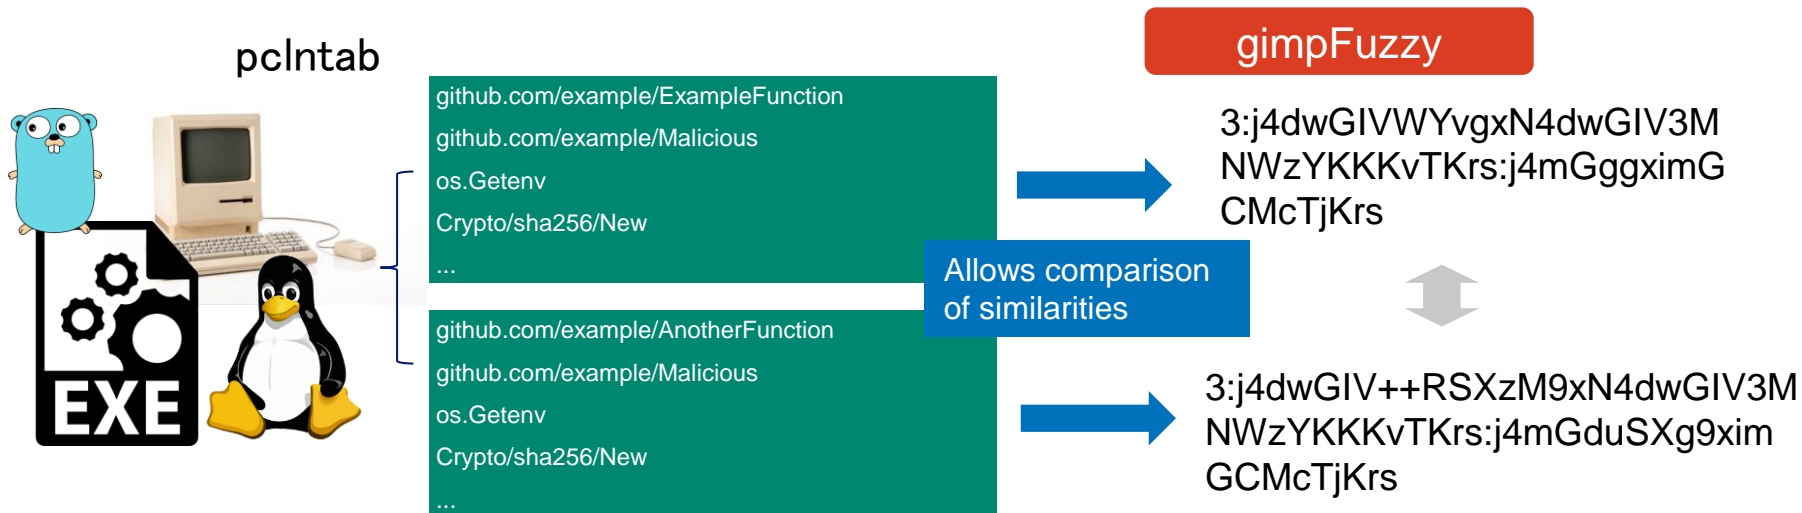 pclntab
EXE
github.com/example/ExampleFunction
github.com/example/Malicious
os.Getenv
Crypto/sha256/New
...
github.com/example/AnotherFunction
github.com/example/Malicious
os.Getenv
Crypto/sha256/New
...
Allows comparison
of similarities
gimpFuzzy
3:j4dwGIVWYvgxN4dwGIV3M
NWzYKKKvTKrs:j4mGggximG
CMcTjKrs
3:j4dwGIV++RSXzM9xN4dwGIV3M
NWzYKKKvTKrs:j4mGduSXg9xim
GCMcTjKrs